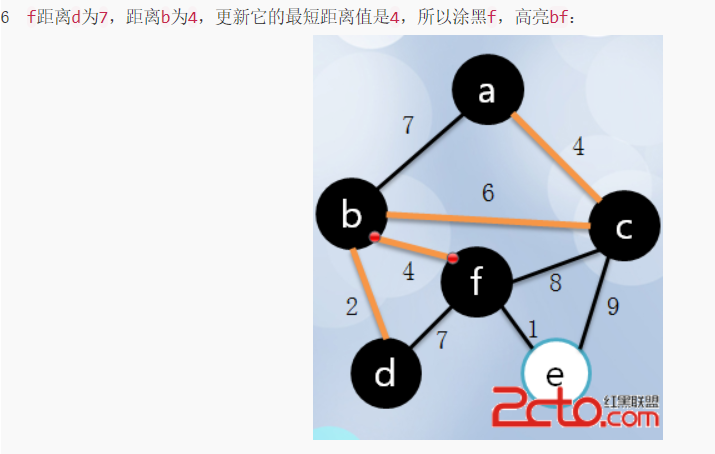 6 f距离d为7，距离b为4，更新它的最短距离值是4，所以涂黑f，高亮bf：
a
7
4
6
b
c
4
f
8
2
9
7
1
d
e
2cto
红黑联盟
.com